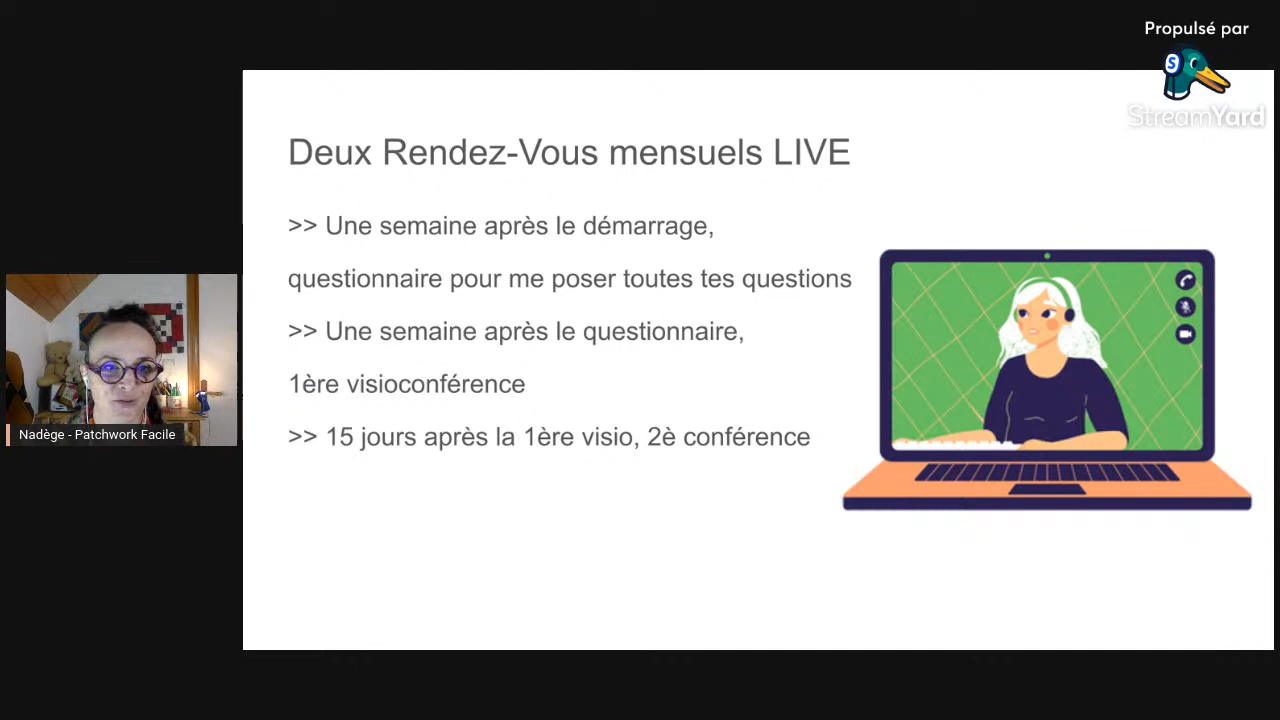 Propulsé par
StreamYard
Deux Rendez-Vous mensuels LIVE
>> Une semaine après le démarrage,
questionnaire pour me poser toutes tes questions
>> Une semaine après le questionnaire,
1ère visioconférence
>> 15 jours après la 1ère visio, 2è conférence
Nadège - Patchwork Facile